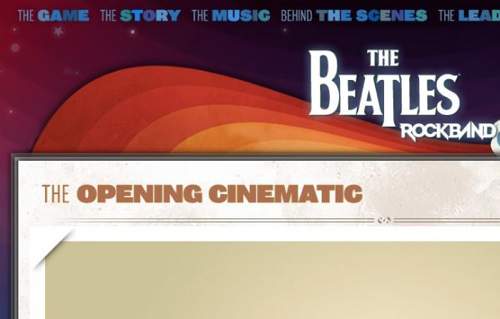 THE GAME THE STORY THE MUSIC BEHIND THE SCENES THE LEAD
THE
BEATLES
ROCKBAND
THE OPENING CINEMATIC